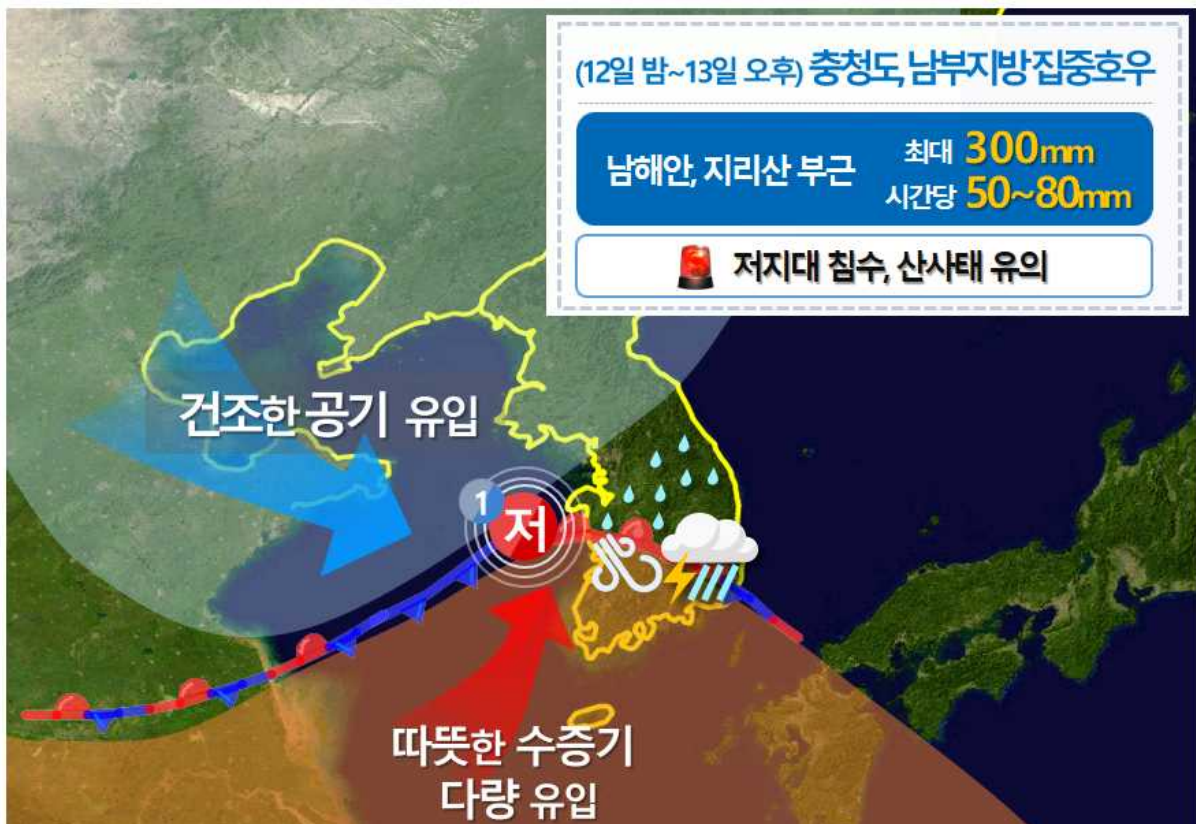 (12일 밤~13일 오후) 충청도, 남부지방 집중호우
남해안, 지리산 부근
최대 300mm
시간당 50~80mm
저지대 침수, 산사태 유의
건조한 공기 유입
1
저
따뜻한 수증기
다량 유입